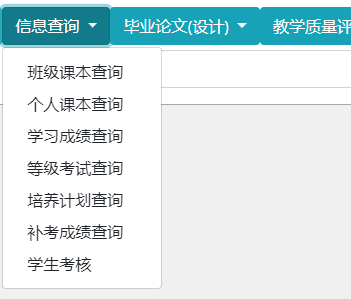 信息查询 毕业论文(设计) 教学质量评
班级课本查询
个人课本查询
学习成绩查询
等级考试查询
培养计划查询
补考成绩查询
学生考核